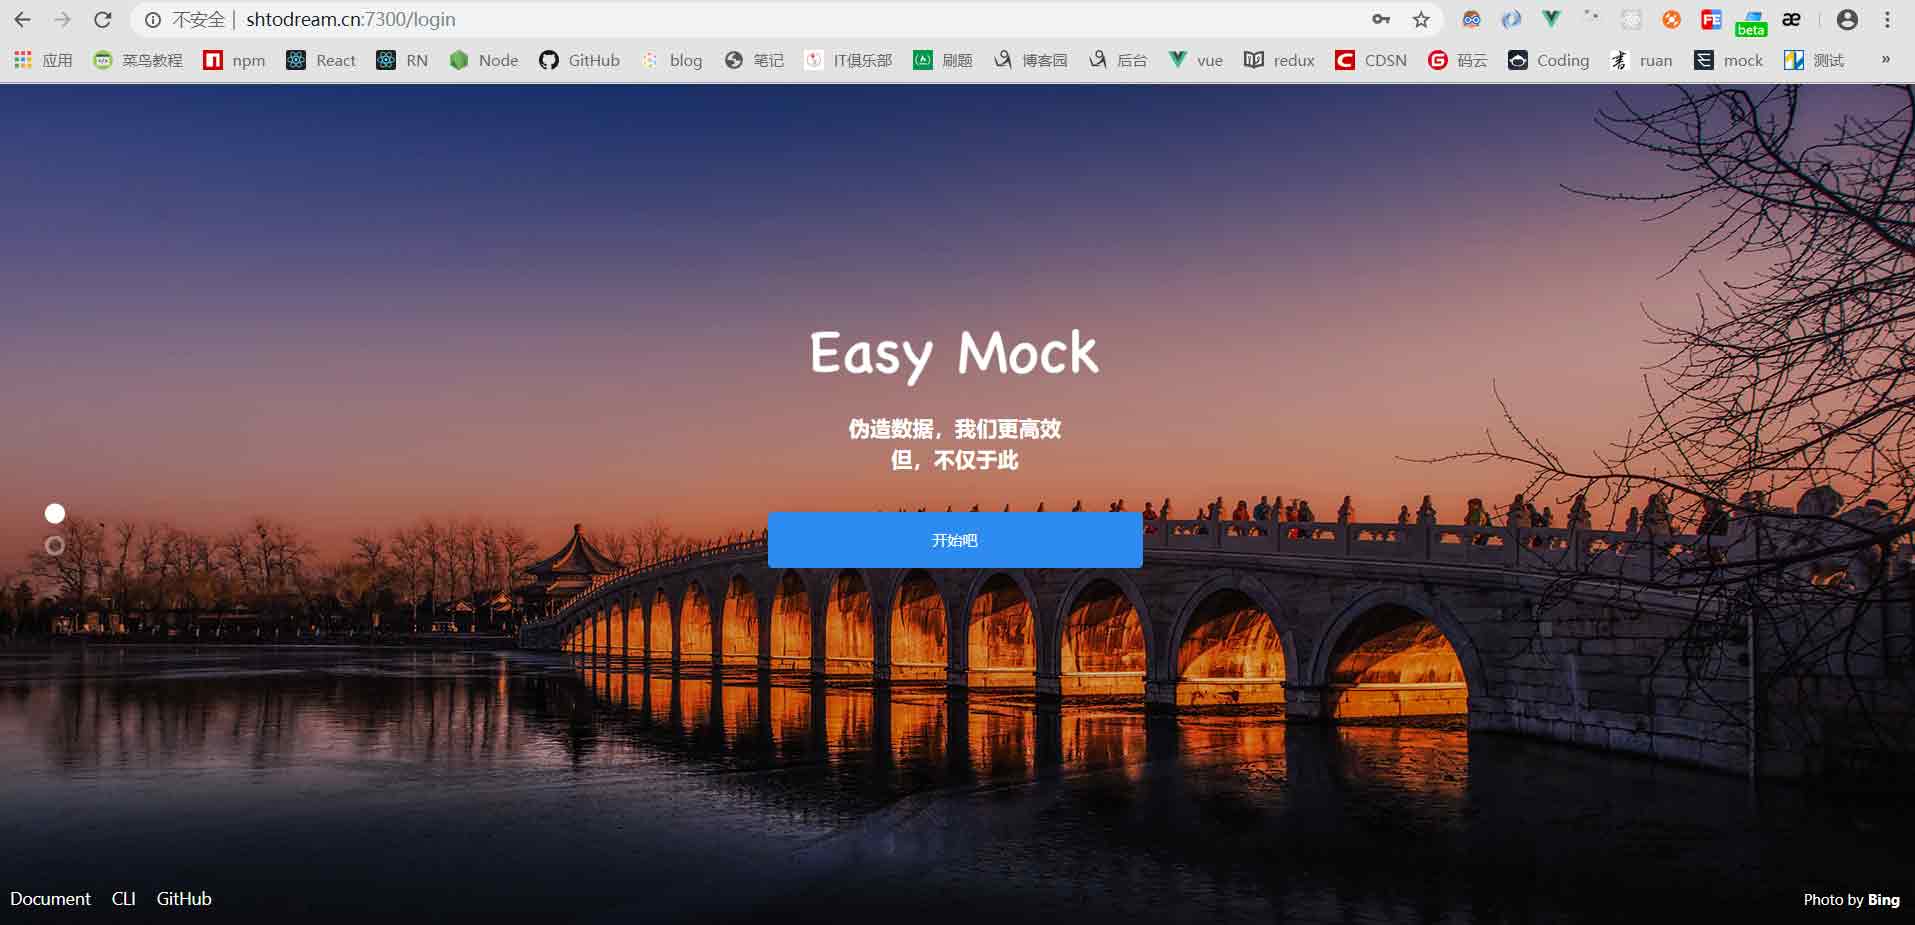 不安全 | shtodream.cn:7300/login
beta
应用 菜鸟教程 npm React RN Node GitHub blog 笔记 IT俱乐部 刷题 博客园 后台 vue redux CDSN 码云 Coding ruan mock 测试 »
Easy Mock
伪造数据，我们更高效
但，不仅于此
开始吧
Document CLI GitHub
Photo by Bing